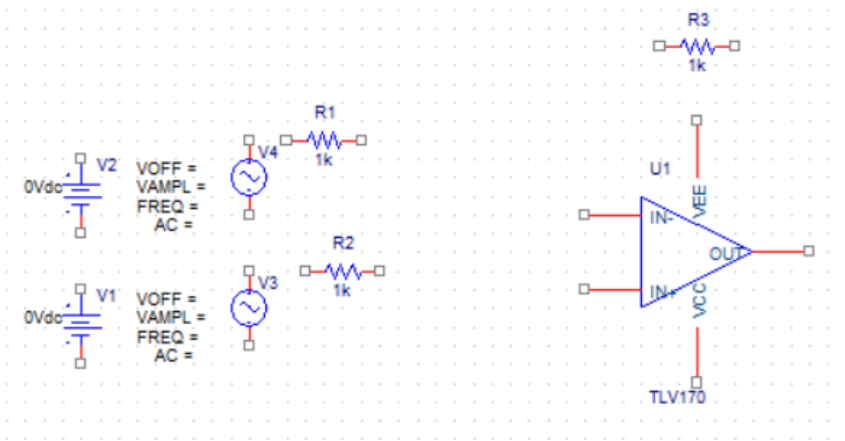 R3
1k
R1
1k
V4
V2
0Vdc
VOFF =
VAMPL =
FREQ =
AC =
U1
VEE
IN-
OUT
IN+
VCC
TLV170
R2
1k
V3
V1
0Vdc
VOFF =
VAMPL =
FREQ =
AC =